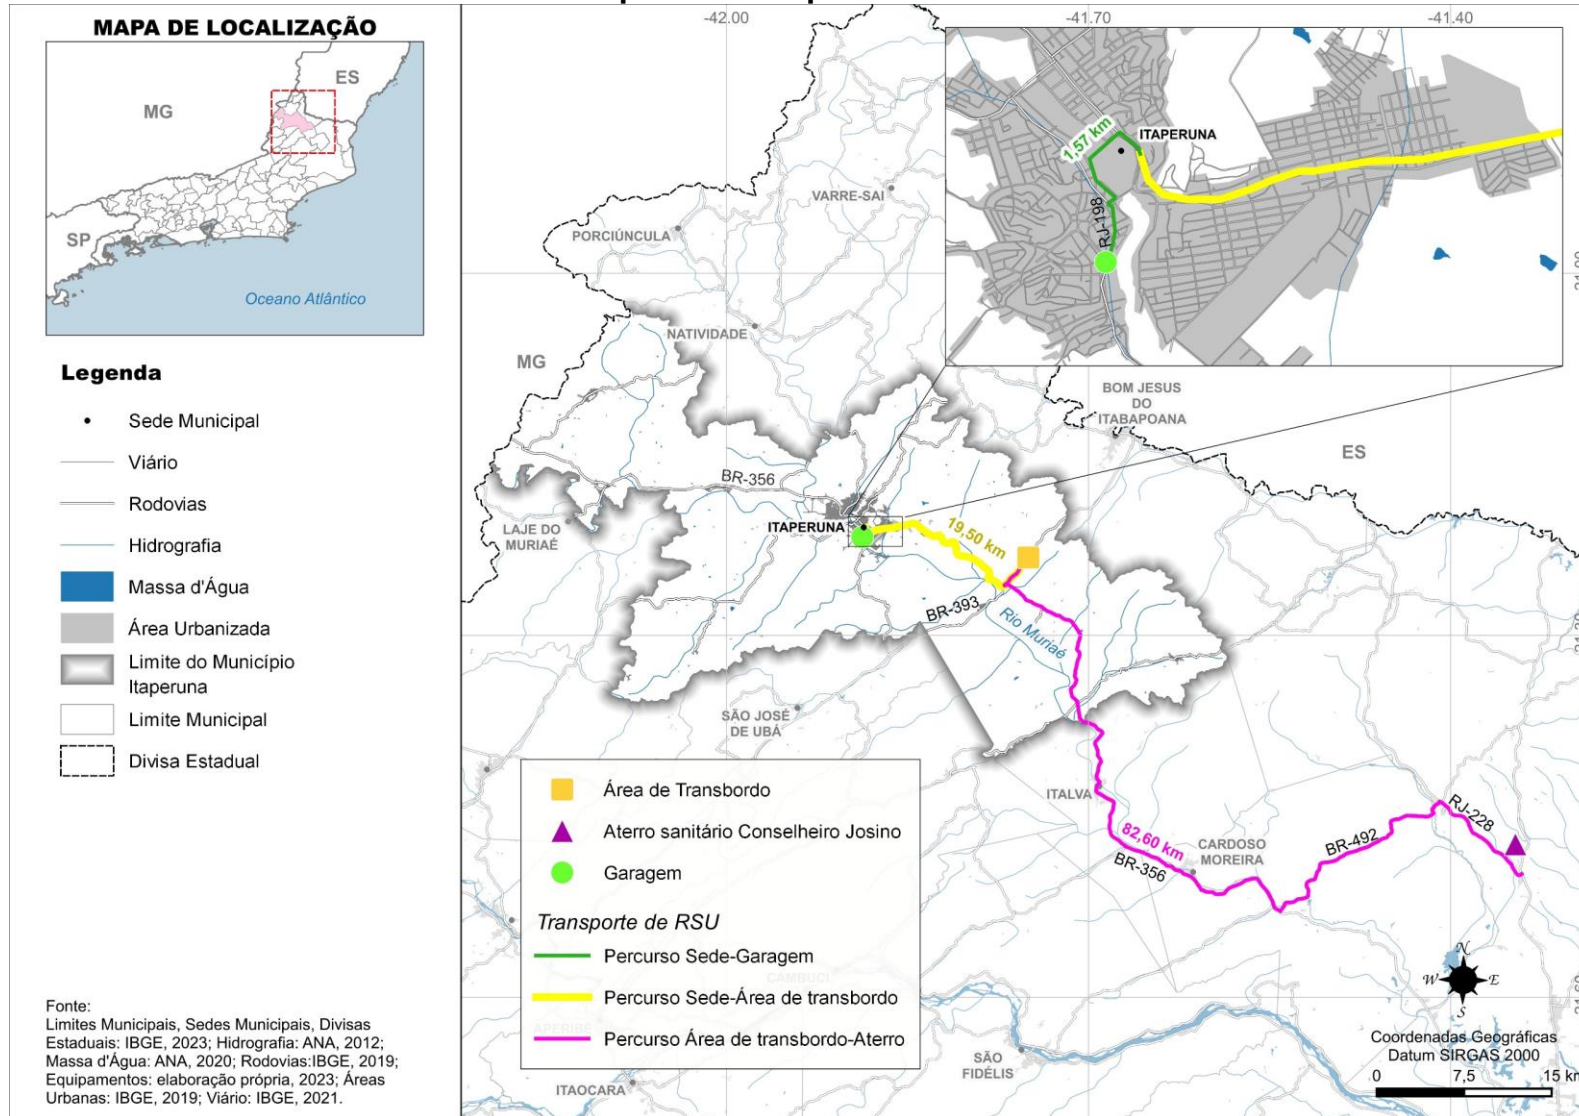 MAPA DE LOCALIZAÇÃO
MG
ES
SP
Oceano Atlântico
Legenda
Sede Municipal
Viário
Rodovias
Hidrografia
Massa d'Água
Área Urbanizada
Limite do Município
Itaperuna
Limite Municipal
Divisa Estadual
Fonte:
Limites Municipais, Sedes Municipais, Divisas
Estaduais: IBGE, 2023; Hidrografia: ANA, 2012;
Massa d'Água: ANA, 2020; Rodovias:IBGE, 2019;
Equipamentos: elaboração própria, 2023; Áreas
Urbanas: IBGE, 2019; Viário: IBGE, 2021.
-42.00
-41.70
-41.40
1,57 km
ITAPERUNA
RJ-198
VARRE-SAI
PORCIÚNCULA
NATIVIDADE
MG
BOM JESUS
DO
ITABAPOANA
ES
BR-356
LAJE DO
MURIAÉ
ITAPERUNA
19,50 km
BR-393
Rio Muriaé
SÃO JOSÉ
DE UBÁ
ITALVA
82,60 km
BR-356
CARDOSO
MOREIRA
BR-492
RJ-228
Área de Transbordo
Aterro sanitário Conselheiro Josino
Garagem
Transporte de RSU
Percurso Sede-Garagem
Percurso Sede-Área de transbordo
Percurso Área de transbordo-Aterro
CAMBUCI
APERIBÉ
ITAOCARA
SÃO
FIDÉLIS
N
W
E
S
Coordenadas Geográficas
Datum SIRGAS 2000
0 7,5 15 km